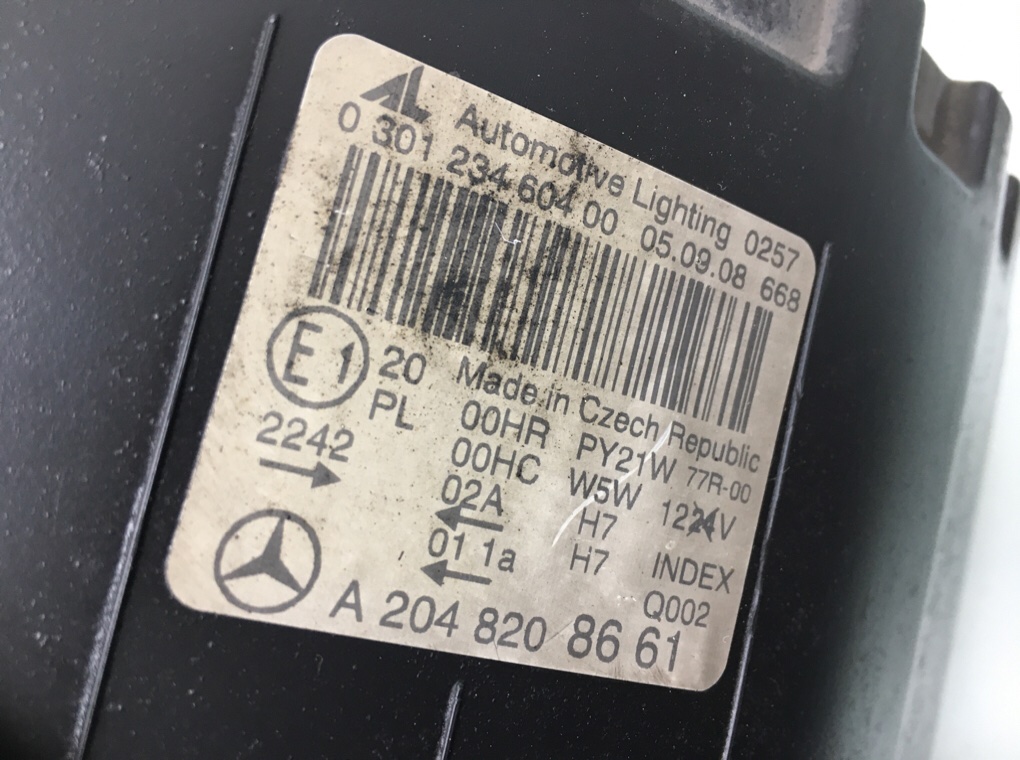 AL Automotive Lighting 0257
0 301 234 604 00 05.09.08 668
E1 20 Made in Czech Republic
PL 00HR PY21W 77R-00
2242 00HC W5W 1224V
02A H7 INDEX
01 1a H7 Q002
A 204 820 86 61